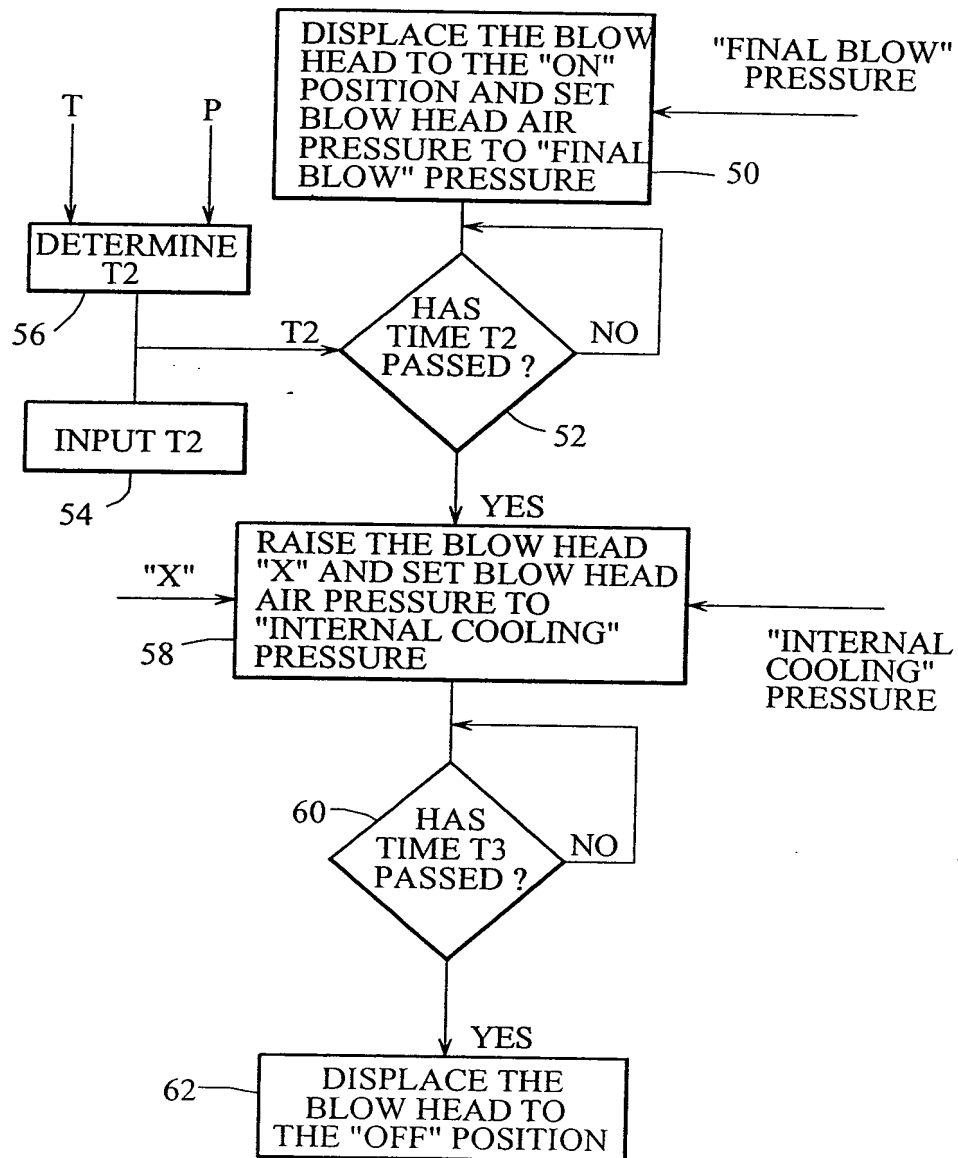 DISPLACE THE BLOW
HEAD TO THE "ON"
POSITION AND SET
BLOW HEAD AIR
PRESSURE TO "FINAL
BLOW" PRESSURE
"FINAL BLOW"
PRESSURE
50
T
P
DETERMINE
T2
56
T2
HAS
TIME T2
PASSED ?
NO
52
INPUT T2
54
YES
RAISE THE BLOW HEAD
"X" AND SET BLOW HEAD
AIR PRESSURE TO
"INTERNAL COOLING"
PRESSURE
"X"
58
"INTERNAL
COOLING"
PRESSURE
60
HAS
TIME T3
PASSED ?
NO
YES
62
DISPLACE THE
BLOW HEAD TO
THE "OFF" POSITION